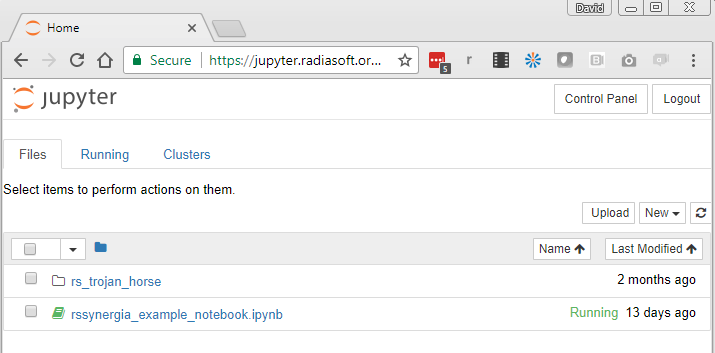 David
Home
Secure https://jupyter.radiasoft.or...
5 r B a
jupyter Control Panel Logout
Files Running Clusters
Select items to perform actions on them.
Upload New
Name Last Modified
rs_trojan_horse 2 months ago
rssynergia_example_notebook.ipynb Running 13 days ago